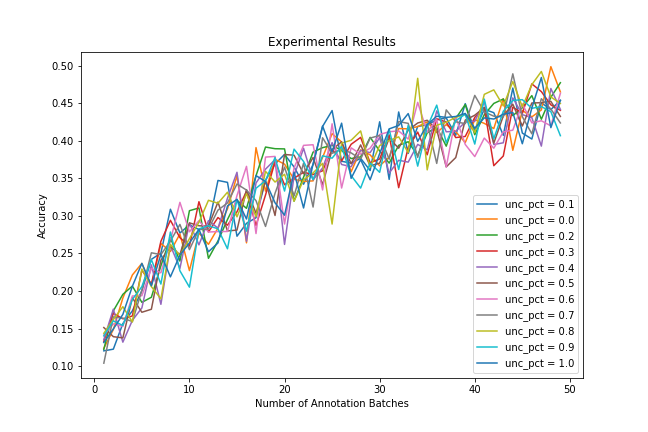 Experimental Results
Accuracy
0.50
0.45
0.40
0.35
0.30
0.25
0.20
0.15
0.10
unc_pct = 0.1
unc_pct = 0.0
unc_pct = 0.2
unc_pct = 0.3
unc_pct = 0.4
unc_pct = 0.5
unc_pct = 0.6
unc_pct = 0.7
unc_pct = 0.8
unc_pct = 0.9
unc_pct = 1.0
0 10 20 30 40 50
Number of Annotation Batches